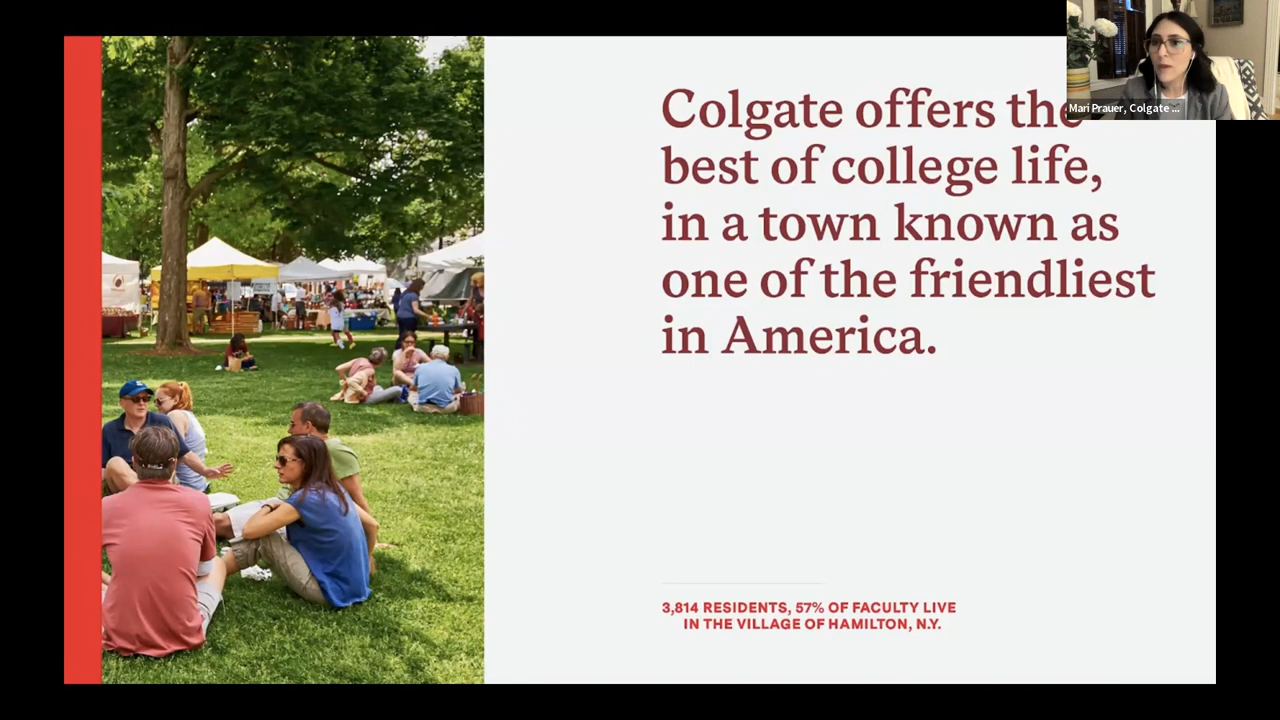 Colgate offers the
best of college life,
in a town known as
one of the friendliest
in America.
Mari Prauer, Colgate ...
3,814 RESIDENTS, 57% OF FACULTY LIVE
IN THE VILLAGE OF HAMILTON, N.Y.